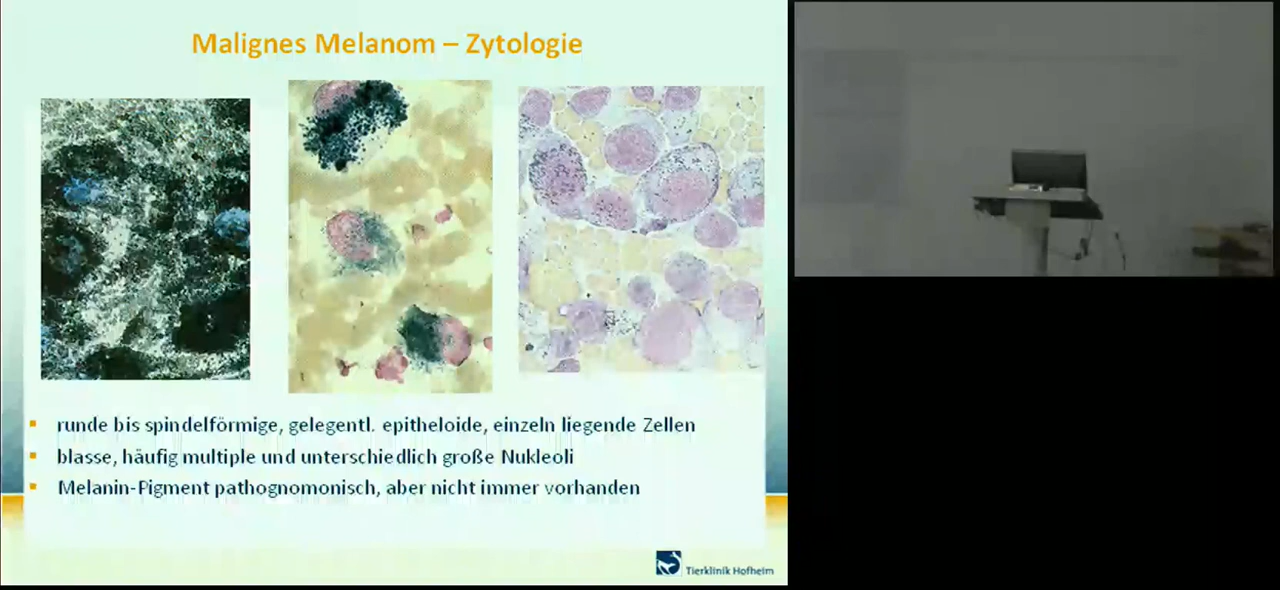 Malignes Melanom – Zytologie
runde bis spindelförmige, gelegentl. epitheloide, einzeln liegende Zellen
blasse, häufig multiple und unterschiedlich große Nukleoli
Melanin-Pigment pathognomonisch, aber nicht immer vorhanden
Tierklinik Hofheim